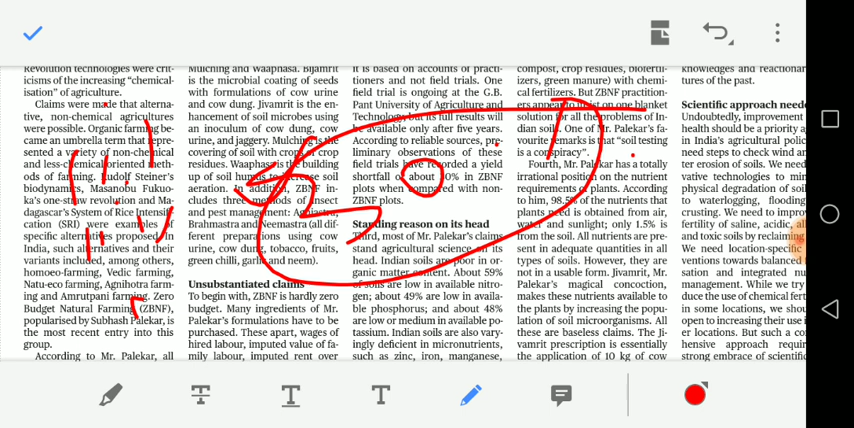 Revolution technologies were crit-
icisms of the increasing “chemical-
isation” of agriculture.
Claims were made that alterna-
tive, non-chemical agricultures
were possible. Organic farming be-
came an umbrella term that repre-
sented a variety of non-chemical
and less-chemical oriented meth-
ods of farming. Rudolf Steiner’s
biodynamics, Masanobu Fukuo-
ka’s one-straw revolution and Ma-
dagascar’s System of Rice Intensifi-
cation (SRI) were examples of
specific alternatives proposed. In
India, such alternatives and their
variants included, among others,
homoeo-farming, Vedic farming,
Natu-eco farming, Agnihotra farm-
ing and Amrutpani farming. Zero
Budget Natural Farming (ZBNF),
popularised by Subhash Palekar, is
the most recent entry into this
group.
According to Mr. Palekar, all
Mulching and Waaphasa. Bijamrit
is the microbial coating of seeds
with formulations of cow urine
and cow dung. Jivamrit is the en-
hancement of soil microbes using
an inoculum of cow dung, cow
urine, and jaggery. Mulching is the
covering of soil with crops or crop
residues. Waaphasa is the building
up of soil humus to increase soil
aeration. In addition, ZBNF in-
cludes three methods of insect
and pest management: Agniastra,
Brahmastra and Neemastra (all dif-
ferent preparations using cow
urine, cow dung, tobacco, fruits,
green chilli, garlic and neem).
Unsubstantiated claims
To begin with, ZBNF is hardly zero
budget. Many ingredients of Mr.
Palekar’s formulations have to be
purchased. These apart, wages of
hired labour, imputed value of fa-
mily labour, imputed rent over
it is based on accounts of practi-
tioners and not field trials. One
field trial is ongoing at the G.B.
Pant University of Agriculture and
Technology but its full results will
be available only after five years.
According to reliable sources, pre-
liminary observations of these
field trials have recorded a yield
shortfall of about 30% in ZBNF
plots when compared with non-
ZBNF plots.
Standing reason on its head
Third, most of Mr. Palekar’s claims
stand agricultural science on its
head. Indian soils are poor in or-
ganic matter content. About 59%
of soils are low in available nitro-
gen; about 49% are low in availa-
ble phosphorus; and about 48%
are low or medium in available po-
tassium. Indian soils are also vary-
ingly deficient in micronutrients,
such as zinc, iron, manganese,
compost, crop residues, biofertil-
izers, green manure) with chemi-
cal fertilizers. But ZBNF practition-
ers appear to insist on one blanket
solution for all the problems of In-
dian soil. One of Mr. Palekar’s fa-
vourite remarks is that “soil testing
is a conspiracy”.
Fourth, Mr. Palekar has a totally
irrational position on the nutrient
requirements of plants. According
to him, 98.5% of the nutrients that
plants need is obtained from air,
water and sunlight; only 1.5% is
from the soil. All nutrients are pre-
sent in adequate quantities in all
types of soils. However, they are
not in a usable form. Jivamrit, Mr.
Palekar’s magical concoction,
makes these nutrients available to
the plants by increasing the popu-
lation of soil microorganisms. All
these are baseless claims. The Ji-
vamrit prescription is essentially
the application of 10 kg of cow
knowledges and reactionar
tures of the past.
Scientific approach neede
Undoubtedly, improvement
health should be a priority a
in India’s agricultural polic
need steps to check wind an
ter erosion of soils. We need
vative technologies to min
physical degradation of soil
to waterlogging, flooding
crusting. We need to improv
fertility of saline, acidic, al
and toxic soils by reclaiming
We need location-specific
ventions towards balanced
sation and integrated nu
management. While we try
duce the use of chemical fert
in some locations, we shou
open to increasing their use i
er locations. But such a co
hensive approach requir
strong embrace of scientific
T
T
T